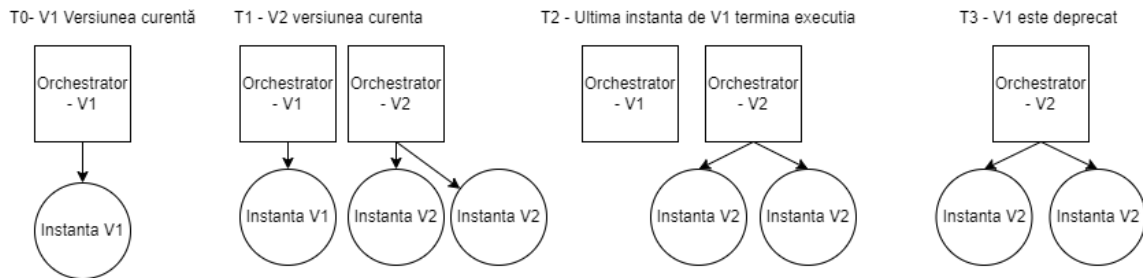 T0- V1 Versiunea curentă
Orchestrator
- V1
Instanta V1
T1 - V2 versiunea curenta
Orchestrator
- V1
Orchestrator
- V2
Instanta V1
Instanta V2
Instanta V2
T2 - Ultima instanta de V1 termina executia
Orchestrator
- V1
Orchestrator
- V2
Instanta V2
Instanta V2
T3 - V1 este deprecat
Orchestrator
- V2
Instanta V2
Instanta V2